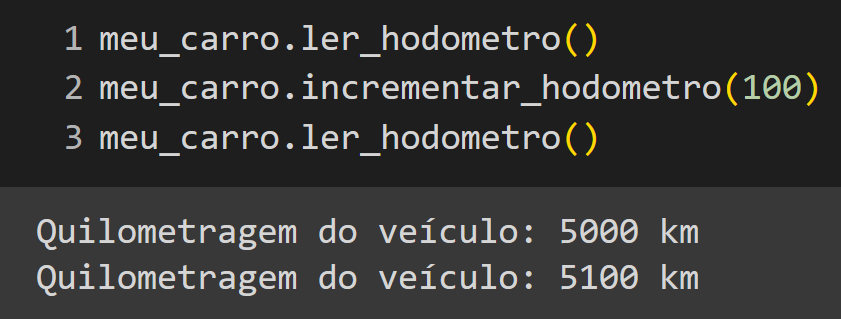 1 meu_carro.ler_hodometro()
2 meu_carro.incrementar_hodometro(100)
3 meu_carro.ler_hodometro()
Quilometragem do veículo: 5000 km
Quilometragem do veículo: 5100 km